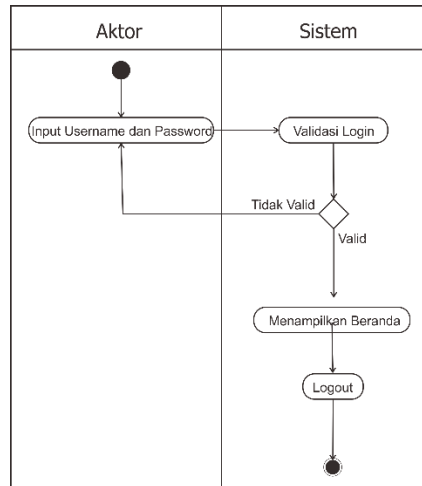 Aktor
Sistem
Input Username dan Password
Validasi Login
Tidak Valid
Valid
Menampilkan Beranda
Logout